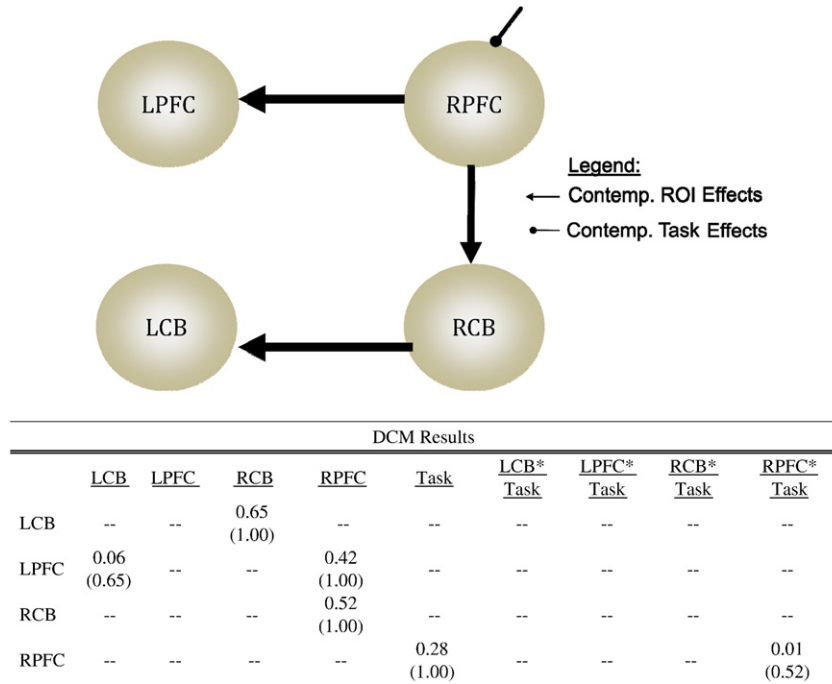 LPFC
RPFC
Legend:
Contemp. ROI Effects
Contemp. Task Effects
LCB
RCB
DCM Results
LCB LPFC RCB RPFC Task LCB* Task LPFC* Task RCB* Task RPFC* Task
LCB -- -- 0.65 (1.00) -- -- -- -- -- --
LPFC 0.06 (0.65) -- -- 0.42 (1.00) -- -- -- -- --
RCB -- -- -- 0.52 (1.00) -- -- -- -- --
RPFC -- -- -- -- 0.28 (1.00) -- -- -- 0.01 (0.52)